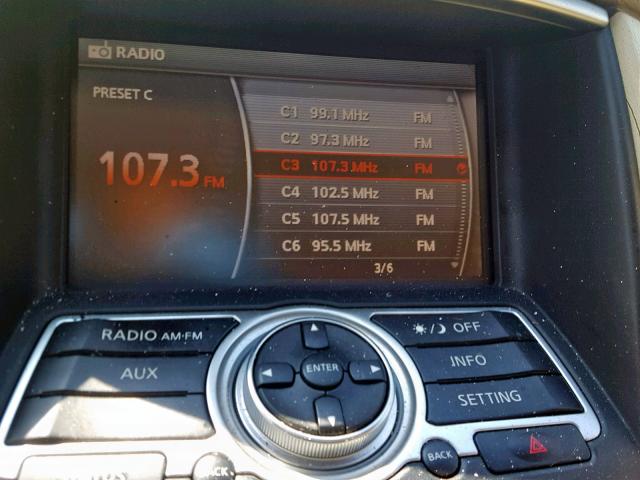 RADIO
PRESET C
107.3 FM
C1 99.1 MHz FM
C2 97.3 MHz FM
C3 107.3 MHz FM
C4 102.5 MHz FM
C5 107.5 MHz FM
C6 95.5 MHz FM
3/6
RADIO AM·FM
AUX
ENTER
OFF
INFO
SETTING
BACK